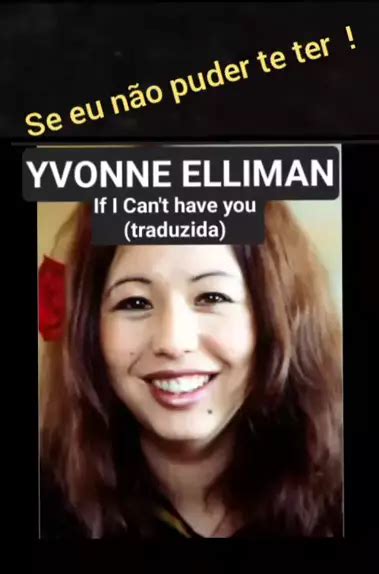 Se eu não puder te ter !
YVONNE ELLIMAN
If I Can't have you
(traduzida)